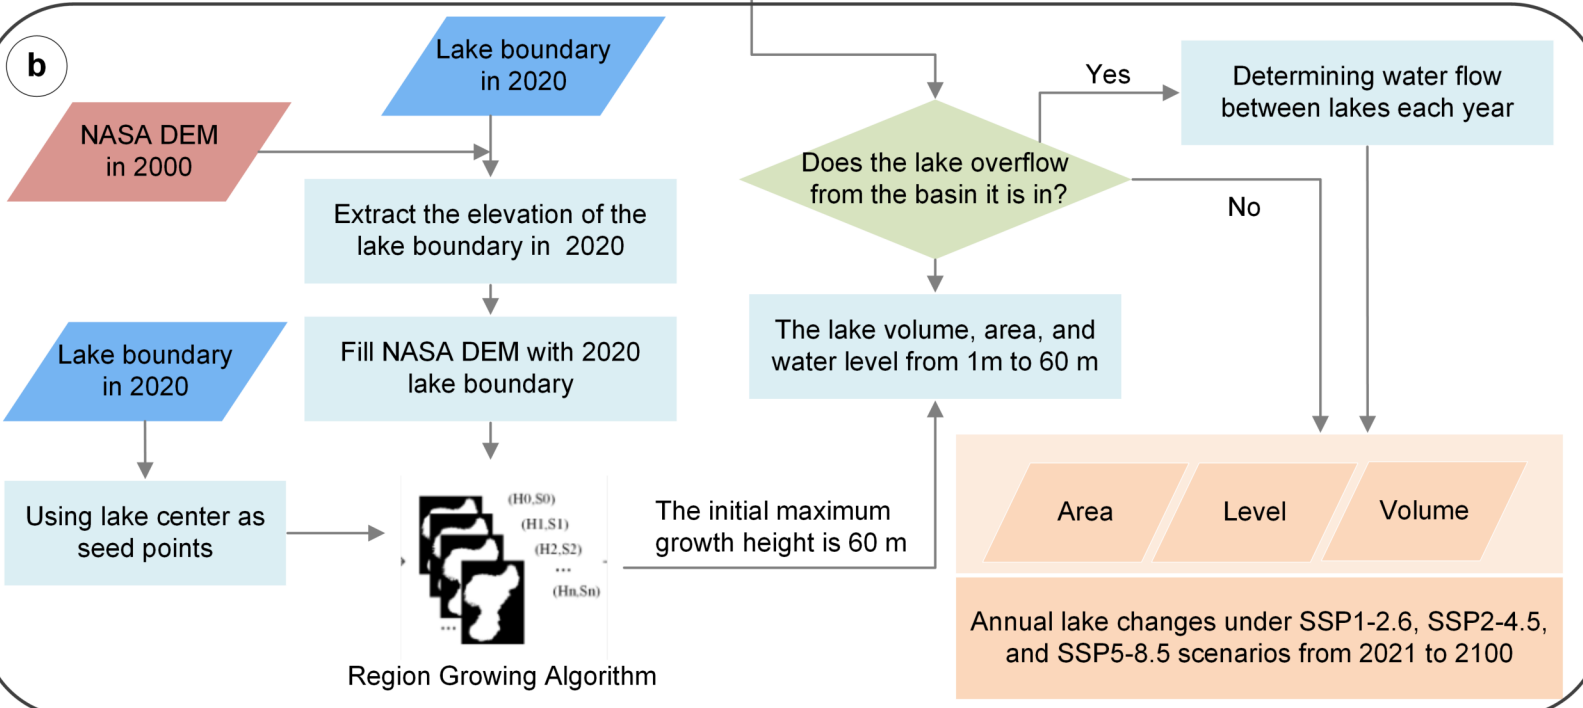 b
Lake boundary
in 2020
NASA DEM
in 2000
Extract the elevation of the
lake boundary in 2020
Lake boundary
in 2020
Fill NASA DEM with 2020
lake boundary
Using lake center as
seed points
(H0,S0)
(H1,S1)
(H2,S2)
...
(Hn,Sn)
...
Region Growing Algorithm
The initial maximum
growth height is 60 m
Does the lake overflow
from the basin it is in?
Yes
No
Determining water flow
between lakes each year
The lake volume, area, and
water level from 1m to 60 m
Area
Level
Volume
Annual lake changes under SSP1-2.6, SSP2-4.5,
and SSP5-8.5 scenarios from 2021 to 2100